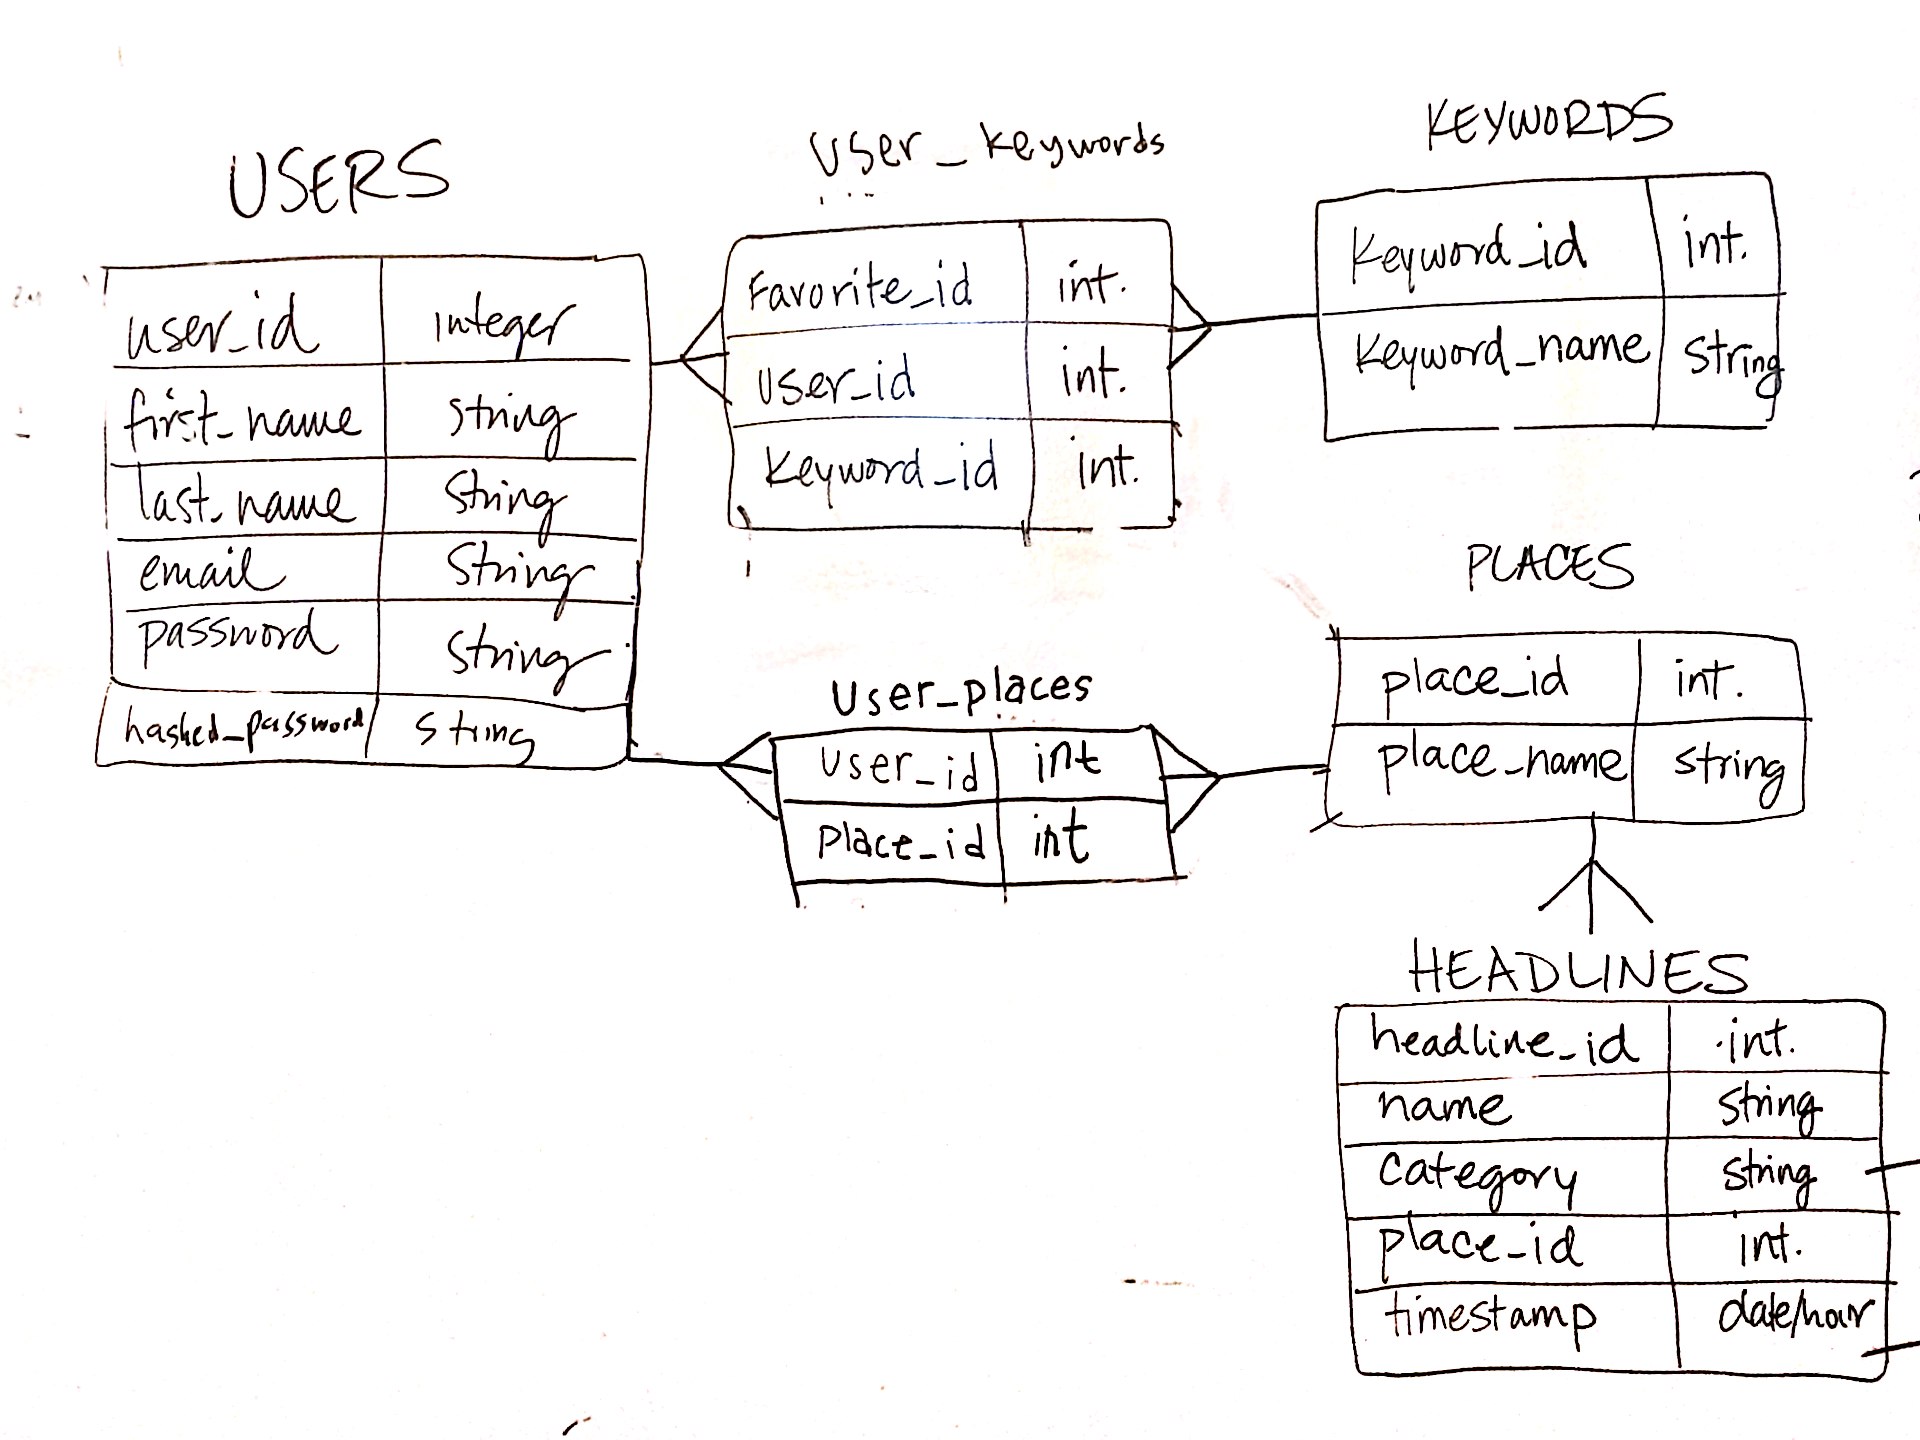 USERS
user_id integer
first_name string
last_name string
email string
password string
hashed_password string
User_keywords
Favorite_id int.
user_id int.
Keyword_id int.
KEYWORDS
Keyword_id int.
Keyword_name string
User_places
User_id int
Place_id int
PLACES
place_id int.
place_name string
HEADLINES
headline_id int.
name string
category string
place_id int.
timestamp date/hour